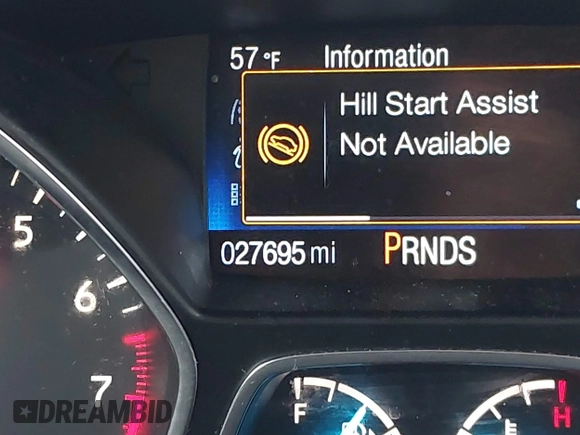 57 °F Information
Hill Start Assist
Not Available
027695 mi PRNDS
5
6
7
F
H
DREAMBID